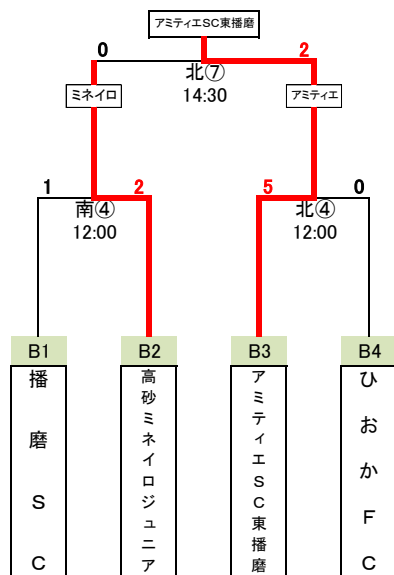 アミティエSC東播磨
0
2
北⑦
14:30
ミネイロ
アミティエ
1
2
5
0
南④
12:00
北④
12:00
B1
B2
B3
B4
播磨SC
高砂ミネイロジュニア
アミティエSC東播磨
ひおかFC